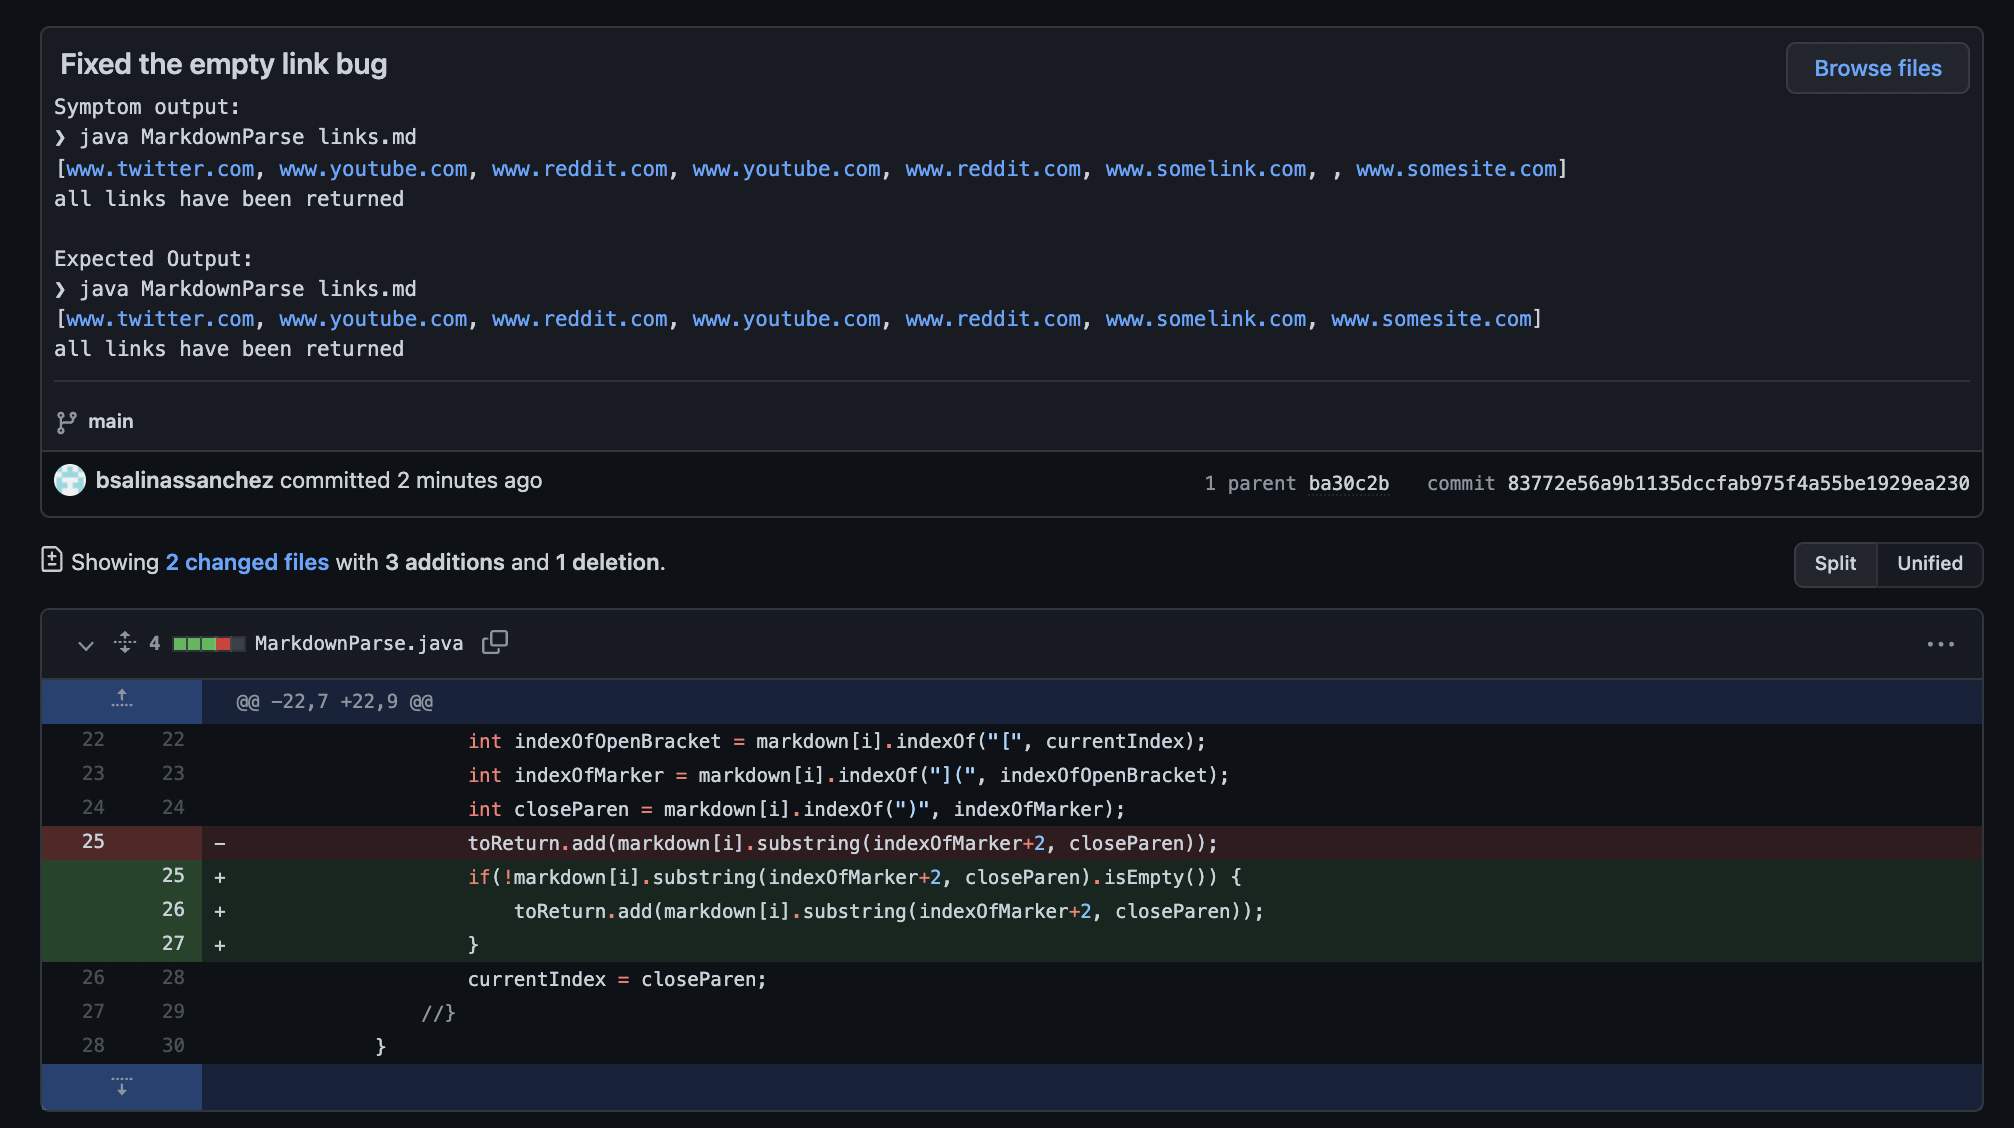 Fixed the empty link bug
Browse files
Symptom output:
❯ java MarkdownParse links.md
[www.twitter.com, www.youtube.com, www.reddit.com, www.youtube.com, www.reddit.com, www.somelink.com, , www.somesite.com]
all links have been returned
Expected Output:
❯ java MarkdownParse links.md
[www.twitter.com, www.youtube.com, www.reddit.com, www.youtube.com, www.reddit.com, www.somelink.com, www.somesite.com]
all links have been returned
main
bsalinassanchez committed 2 minutes ago
1 parent ba30c2b commit 83772e56a9b1135dccfab975f4a55be1929ea230
Showing 2 changed files with 3 additions and 1 deletion.
Split Unified
4 MarkdownParse.java
@@ -22,7 +22,9 @@
22 22 int indexOfOpenBracket = markdown[i].indexOf("[", currentIndex);
23 23 int indexOfMarker = markdown[i].indexOf("](", indexOfOpenBracket);
24 24 int closeParen = markdown[i].indexOf(")", indexOfMarker);
25 - toReturn.add(markdown[i].substring(indexOfMarker+2, closeParen));
25 + if(!markdown[i].substring(indexOfMarker+2, closeParen).isEmpty()) {
26 + toReturn.add(markdown[i].substring(indexOfMarker+2, closeParen));
27 + }
26 28 currentIndex = closeParen;
27 29 //}
28 30 }